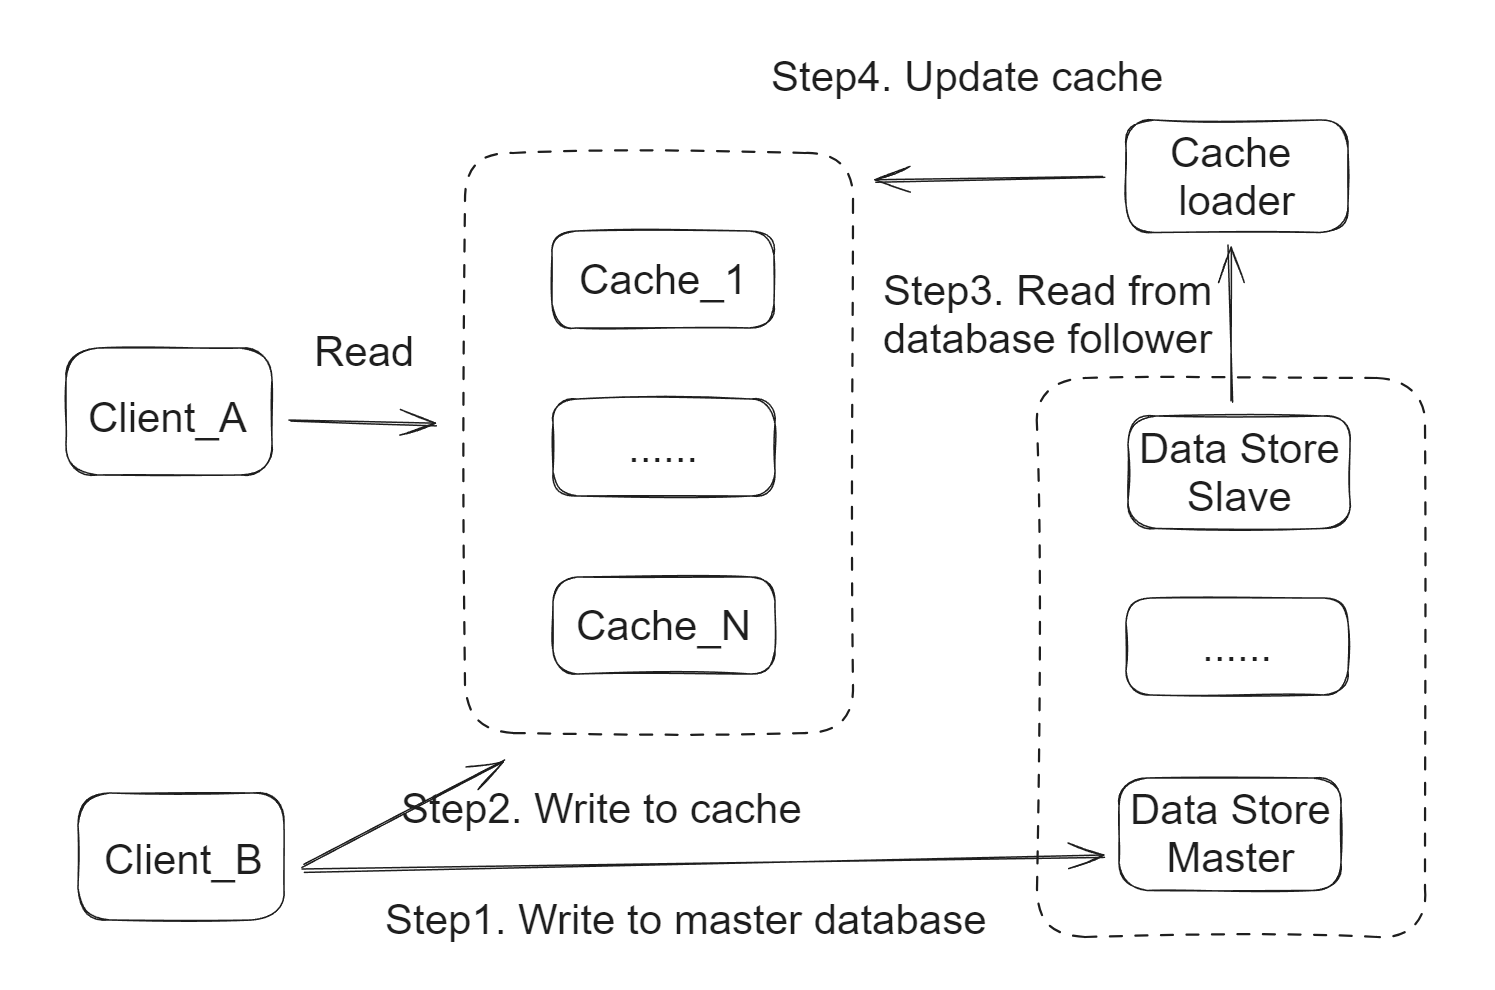 Step4. Update cache
Cache
loader
Cache_1
Step3. Read from
database follower
Read
Client_A
......
Data Store
Slave
Cache_N
......
Step2. Write to cache
Data Store
Master
Client_B
Step1. Write to master database